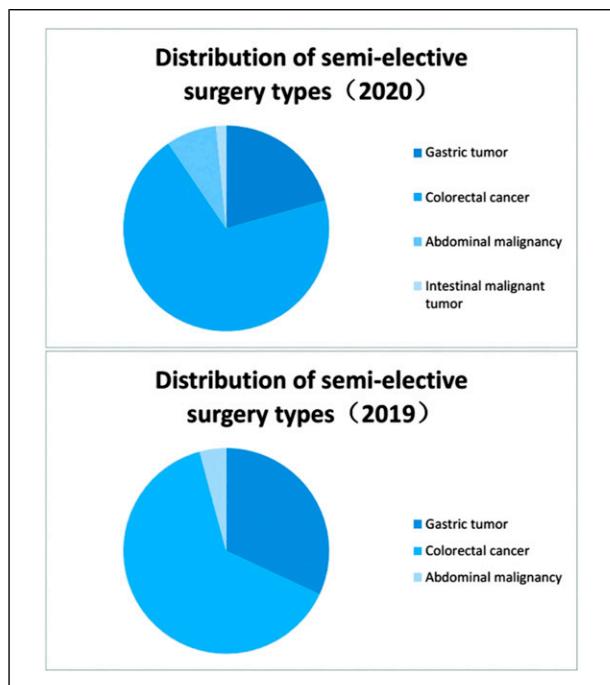 Distribution of semi-elective
surgery types（2020）
Gastric tumor
Colorectal cancer
Abdominal malignancy
Intestinal malignant
tumor
Distribution of semi-elective
surgery types（2019）
Gastric tumor
Colorectal cancer
Abdominal malignancy